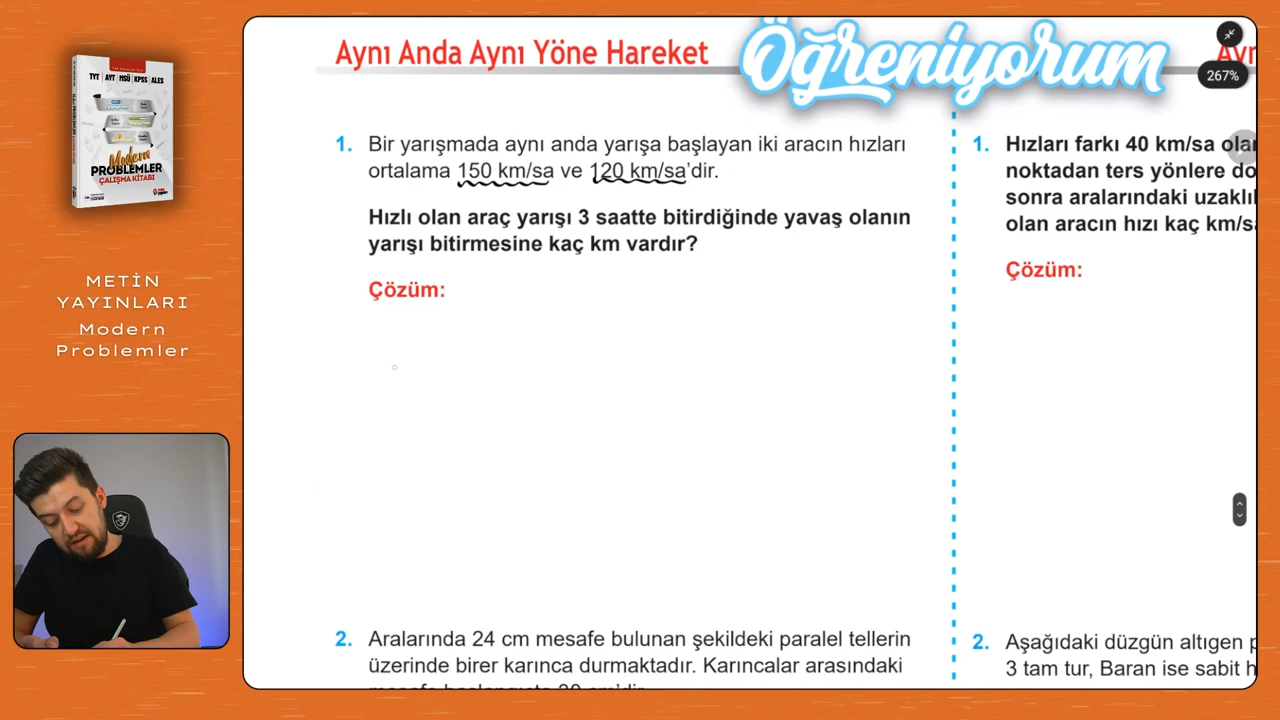 TYT AYT MSÜ KPSS ALES
Modern
PROBLEMLER
ÇALIŞMA KİTABI
METİN
YAYINLARI
Modern
Problemler
Aynı Anda Aynı Yöne Hareket
Öğreniyorum
267%
1. Bir yarışmada aynı anda yarışa başlayan iki aracın hızları
ortalama 150 km/sa ve 120 km/sa'dir.
Hızlı olan araç yarışı 3 saatte bitirdiğinde yavaş olanın
yarışı bitirmesine kaç km vardır?
Çözüm:
2. Aralarında 24 cm mesafe bulunan şekildeki paralel tellerin
üzerinde birer karınca durmaktadır. Karıncalar arasındaki
1. Hızları farkı 40 km/sa
noktadan ters yönlere
sonra aralarındaki
olan aracın hızı kaç
Çözüm:
2. Aşağıdaki düzgün altıgen
3 tam tur, Baran ise sabit